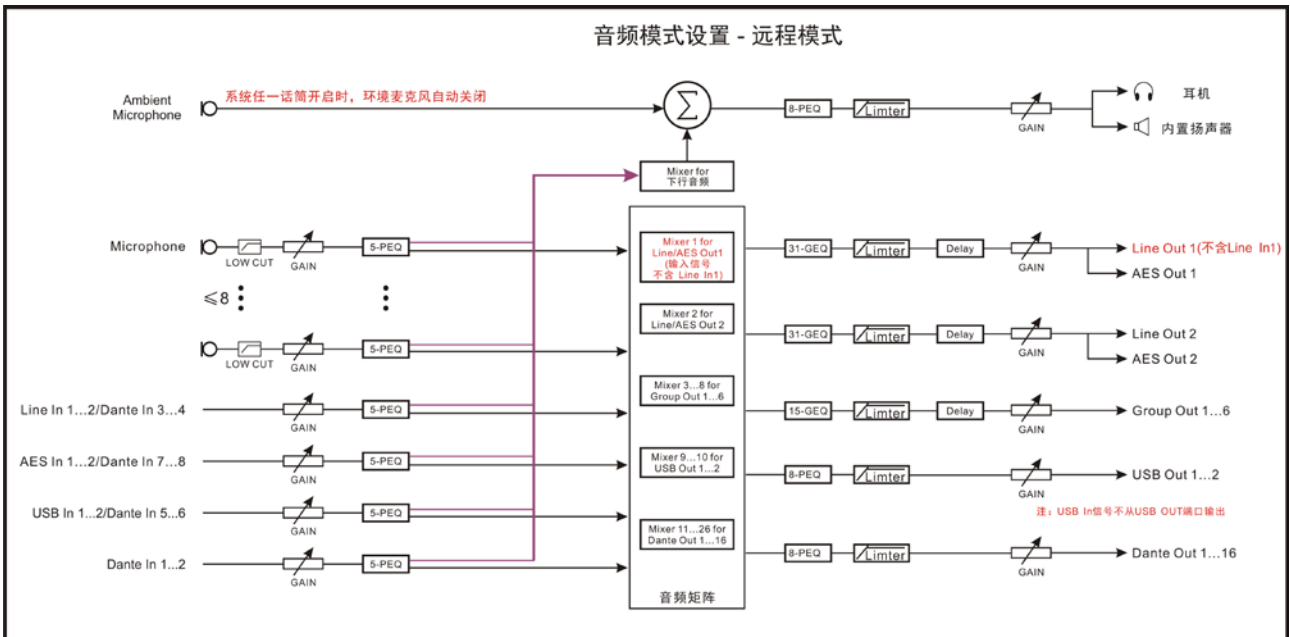 音频模式设置 - 远程模式
Ambient
Microphone
系统任一话筒开启时，环境麦克风自动关闭
Σ
8-PEQ
Limter
GAIN
耳机
内置扬声器
Mixer for
下行音频
Microphone
LOW CUT
GAIN
5-PEQ
Mixer 1 for
Line/AES Out1
(输入信号
不含 Line In1)
31-GEQ
Limter
Delay
GAIN
Line Out 1(不含Line In1)
AES Out 1
≤8
Mixer 2 for
Line/AES Out 2
LOW CUT
GAIN
5-PEQ
31-GEQ
Limter
Delay
GAIN
Line Out 2
AES Out 2
Line In 1...2/Dante In 3...4
GAIN
5-PEQ
Mixer 3...8 for
Group Out 1...6
15-GEQ
Limter
Delay
GAIN
Group Out 1...6
AES In 1...2/Dante In 7...8
GAIN
5-PEQ
Mixer 9...10 for
USB Out 1...2
8-PEQ
Limter
GAIN
USB Out 1...2
注：USB In信号不从USB OUT端口输出
USB In 1...2/Dante In 5...6
GAIN
5-PEQ
Mixer 11...26 for
Dante Out 1...16
8-PEQ
Limter
GAIN
Dante Out 1...16
Dante In 1...2
GAIN
5-PEQ
音频矩阵